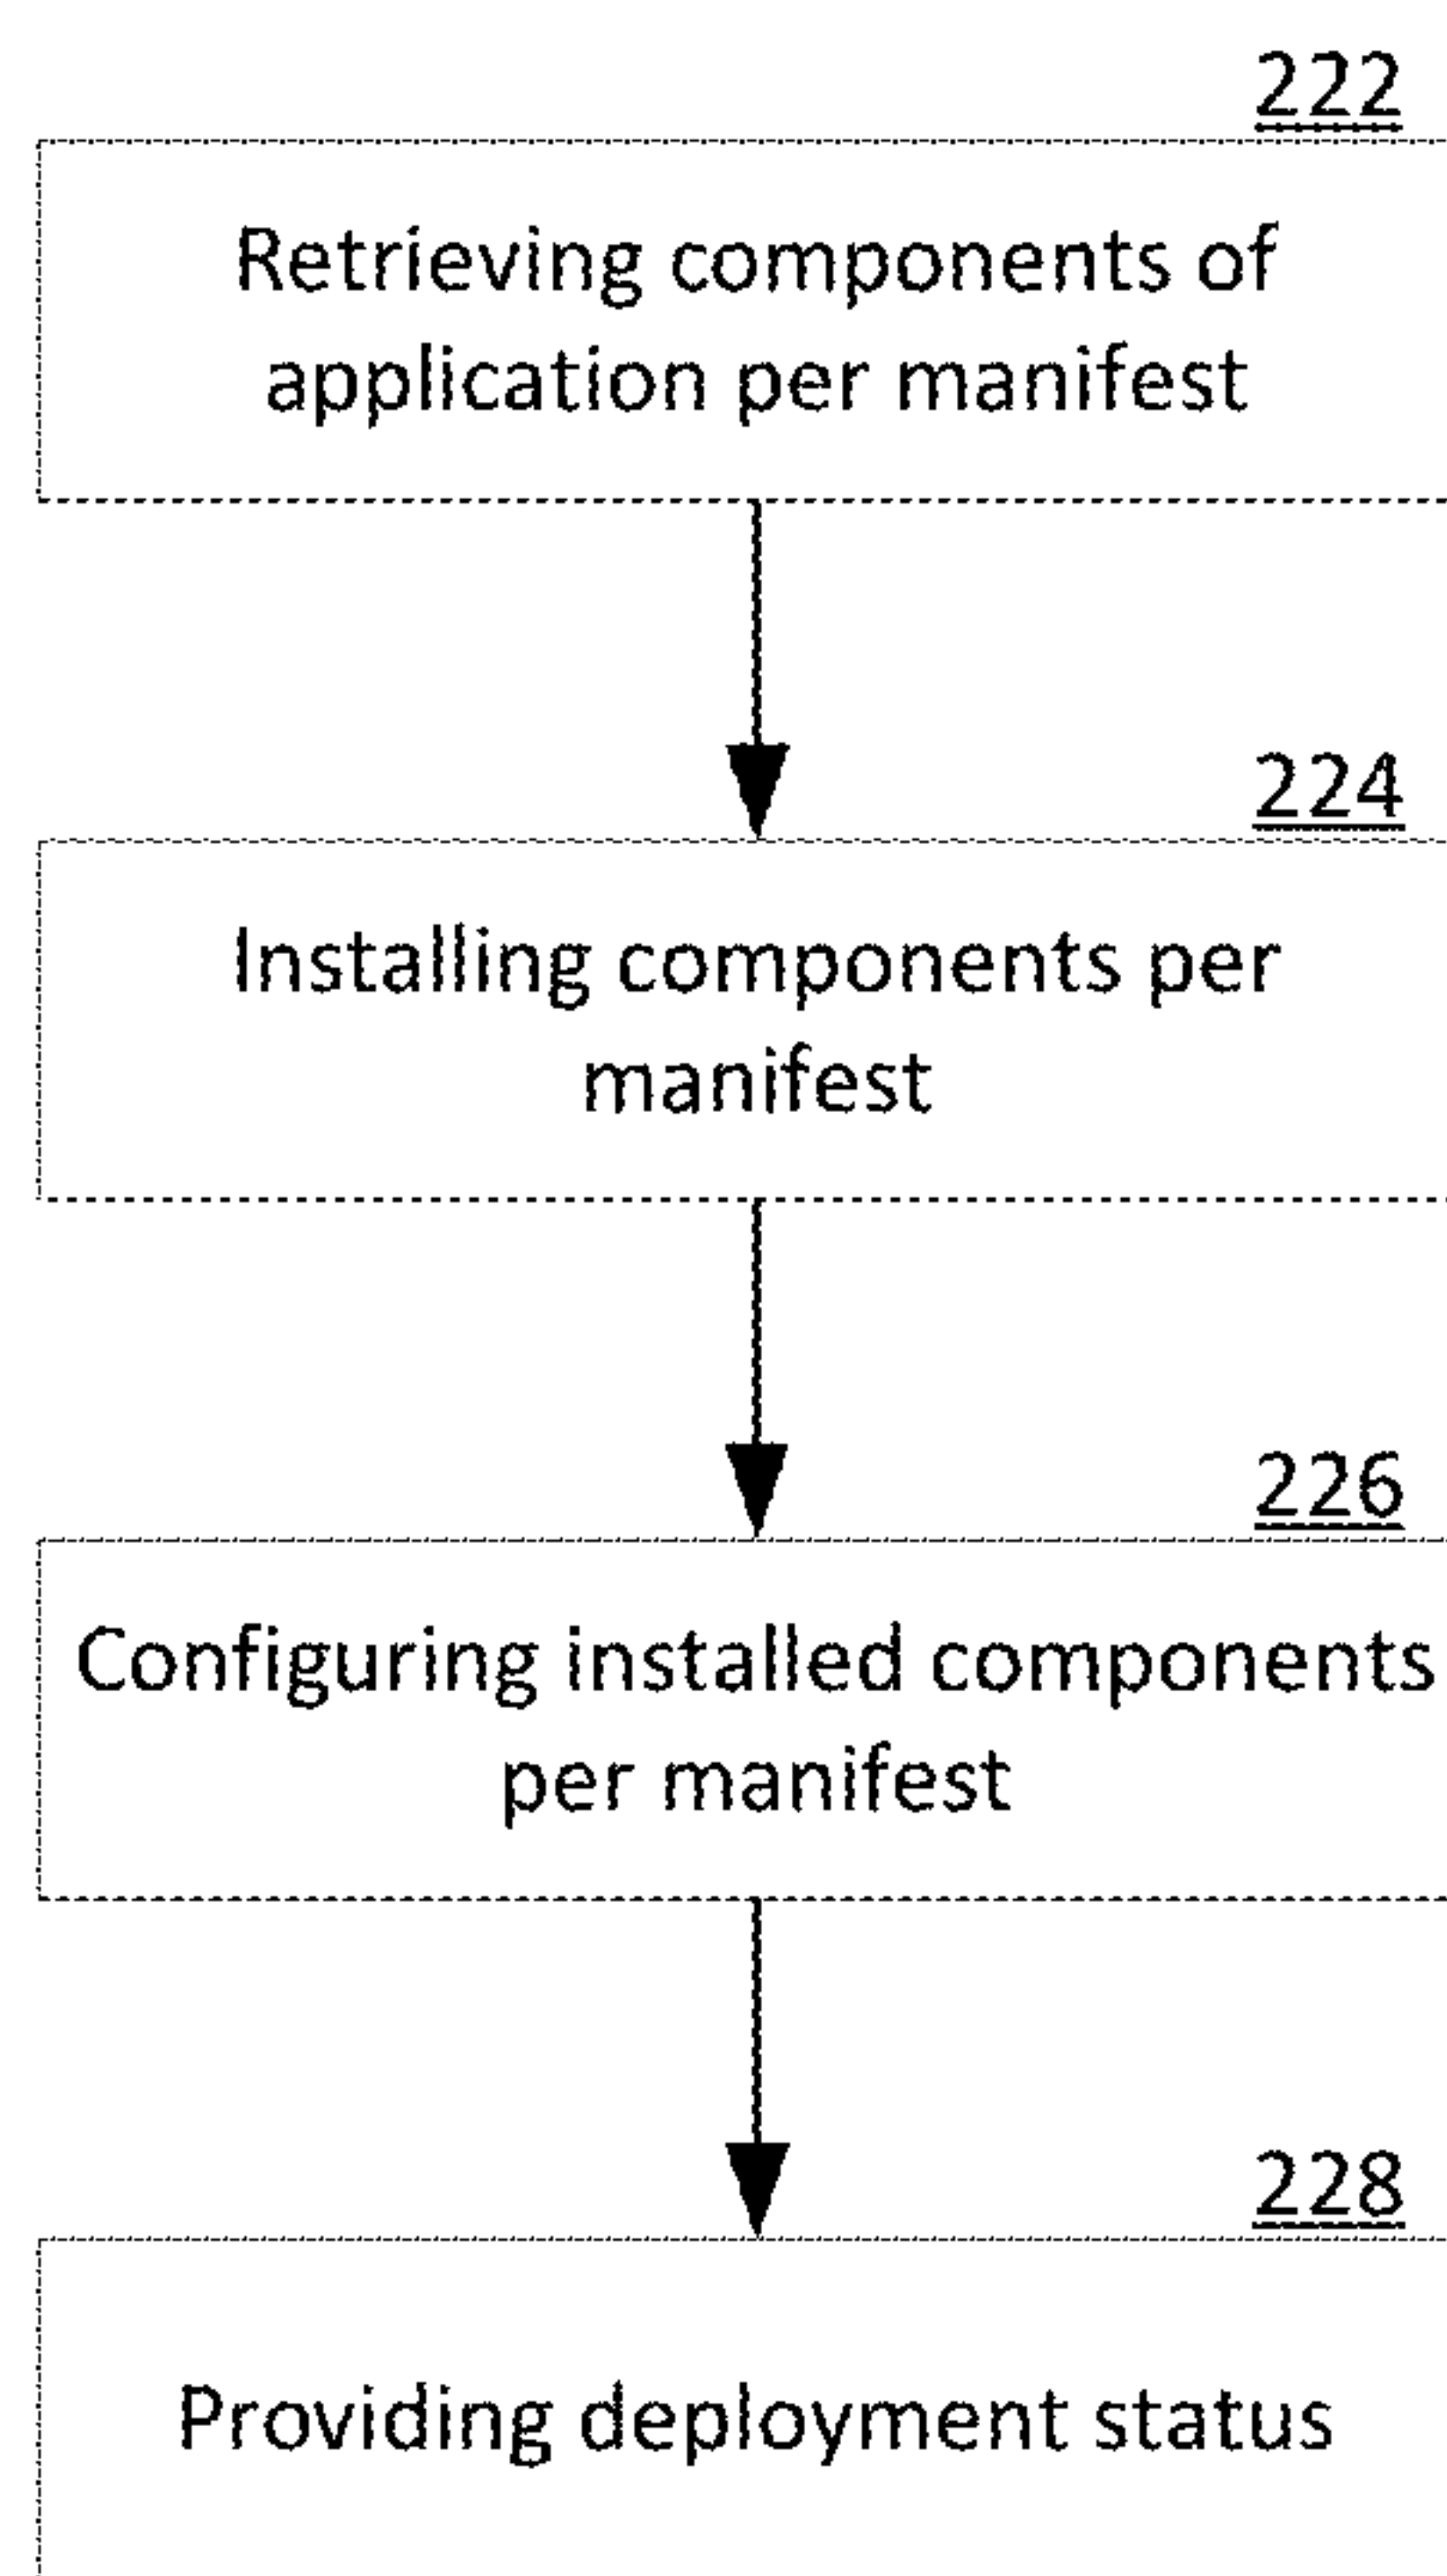 222
Retrieving components of
application per manifest
224
Installing components per
manifest
226
Configuring installed components
per manifest
228
Providing deployment status